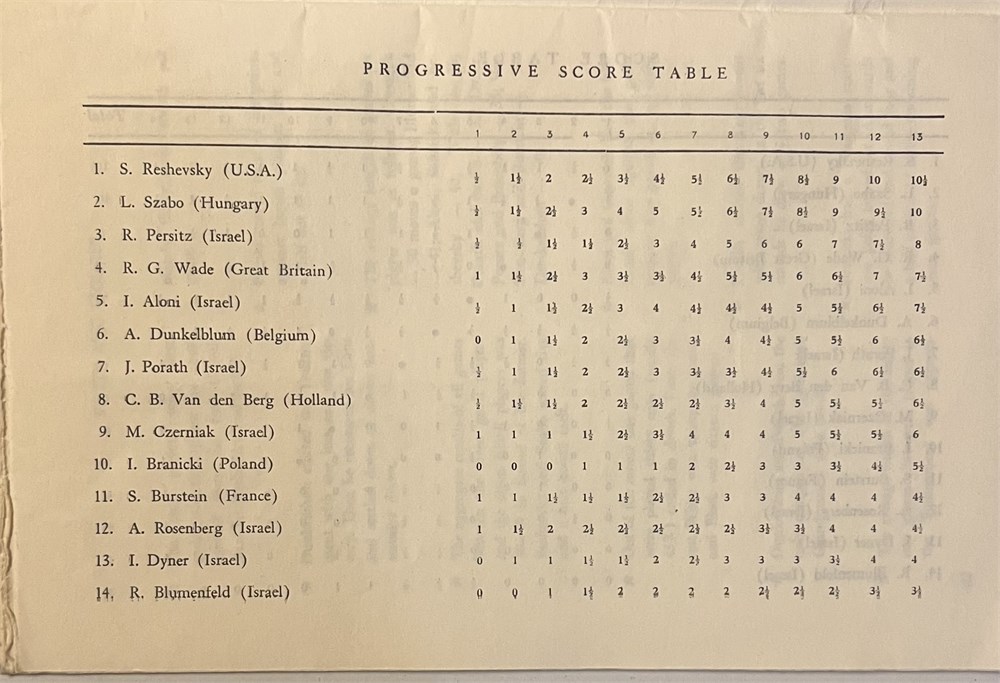 PROGRESSIVE SCORE TABLE
1 2 3 4 5 6 7 8 9 10 11 12 13
1. S. Reshevsky (U.S.A.) ½ 1½ 2 2½ 3½ 4½ 5½ 6½ 7½ 8½ 9 10 10½
2. L. Szabo (Hungary) ½ 1½ 2½ 3 4 5 5½ 6½ 7½ 8½ 9 9½ 10
3. R. Persitz (Israel) ½ ½ 1½ 1½ 2½ 3 4 5 6 6 7 7½ 8
4. R. G. Wade (Great Britain) 1 1½ 2½ 3 3½ 3½ 4½ 5½ 5½ 6 6½ 7 7½
5. I. Aloni (Israel) ½ 1 1½ 2½ 3 4 4½ 4½ 4½ 5 5½ 6½ 7½
6. A. Dunkelblum (Belgium) 0 1 1½ 2 2½ 3 3½ 4 4½ 5 5½ 6 6½
7. J. Porath (Israel) ½ 1 1½ 2 2½ 3 3½ 3½ 4½ 5½ 6 6½ 6½
8. C. B. Van den Berg (Holland) ½ 1½ 1½ 2 2½ 2½ 2½ 3½ 4 5 5½ 5½ 6½
9. M. Czerniak (Israel) 1 1 1 1½ 2½ 3½ 4 4 4 5 5½ 5½ 6
10. I. Branicki (Poland) 0 0 0 1 1 1 2 2½ 3 3 3½ 4½ 5½
11. S. Burstein (France) 1 1 1½ 1½ 1½ 2½ 2½ 3 3 4 4 4 4½
12. A. Rosenberg (Israel) 1 1½ 2 2½ 2½ 2½ 2½ 2½ 3½ 3½ 4 4 4½
13. I. Dyner (Israel) 0 1 1 1½ 1½ 2 2½ 3 3 3 3½ 4 4
14. R. Blumenfeld (Israel) 0 0 1 1½ 2 2 2 2 2½ 2½ 2½ 3½ 3½